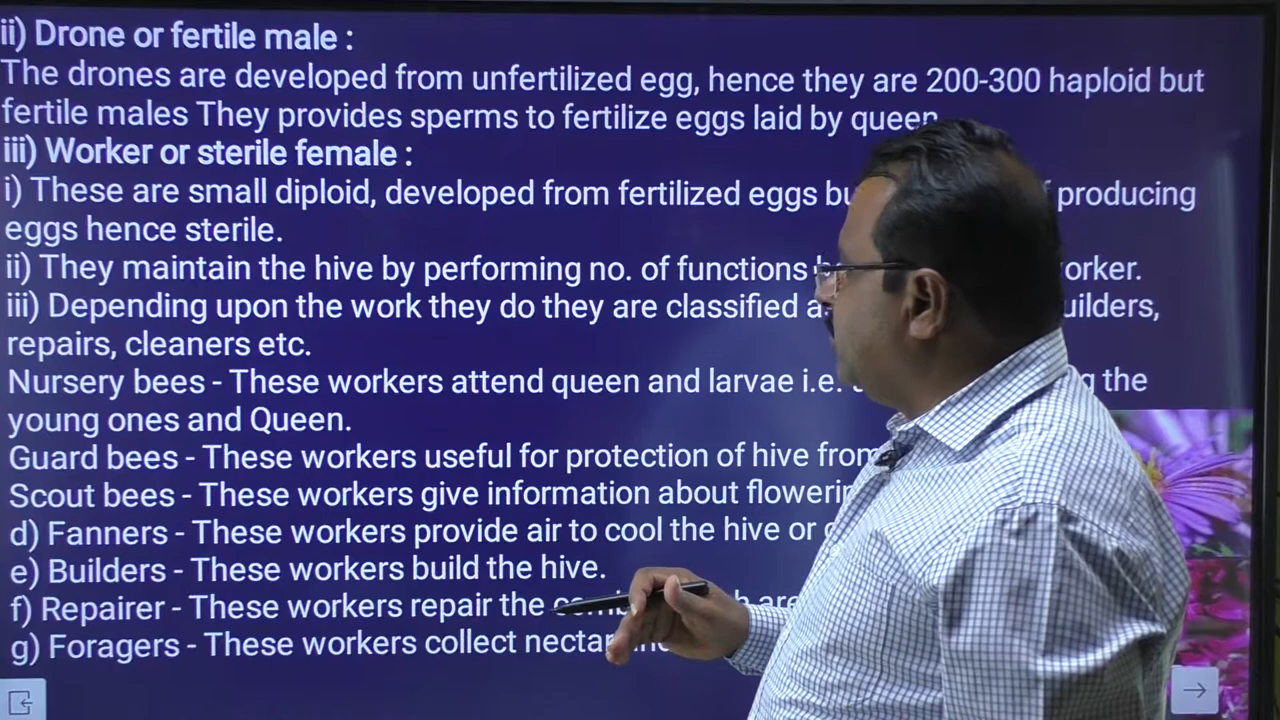 ii) Drone or fertile male :
The drones are developed from unfertilized egg, hence they are 200-300 haploid but
fertile males They provides sperms to fertilize eggs laid by queen
iii) Worker or sterile female :
i) These are small diploid, developed from fertilized eggs producing
eggs hence sterile.
ii) They maintain the hive by performing no. of functions
iii) Depending upon the work they do they are classified
repairs, cleaners etc.
Nursery bees - These workers attend queen and larvae i.e. the
young ones and Queen.
Guard bees - These workers useful for protection of hive from
Scout bees - These workers give information about
d) Fanners - These workers provide air to cool the hive or
e) Builders - These workers build the hive.
f) Repairer - These workers repair the
g) Foragers - These workers collect nectar